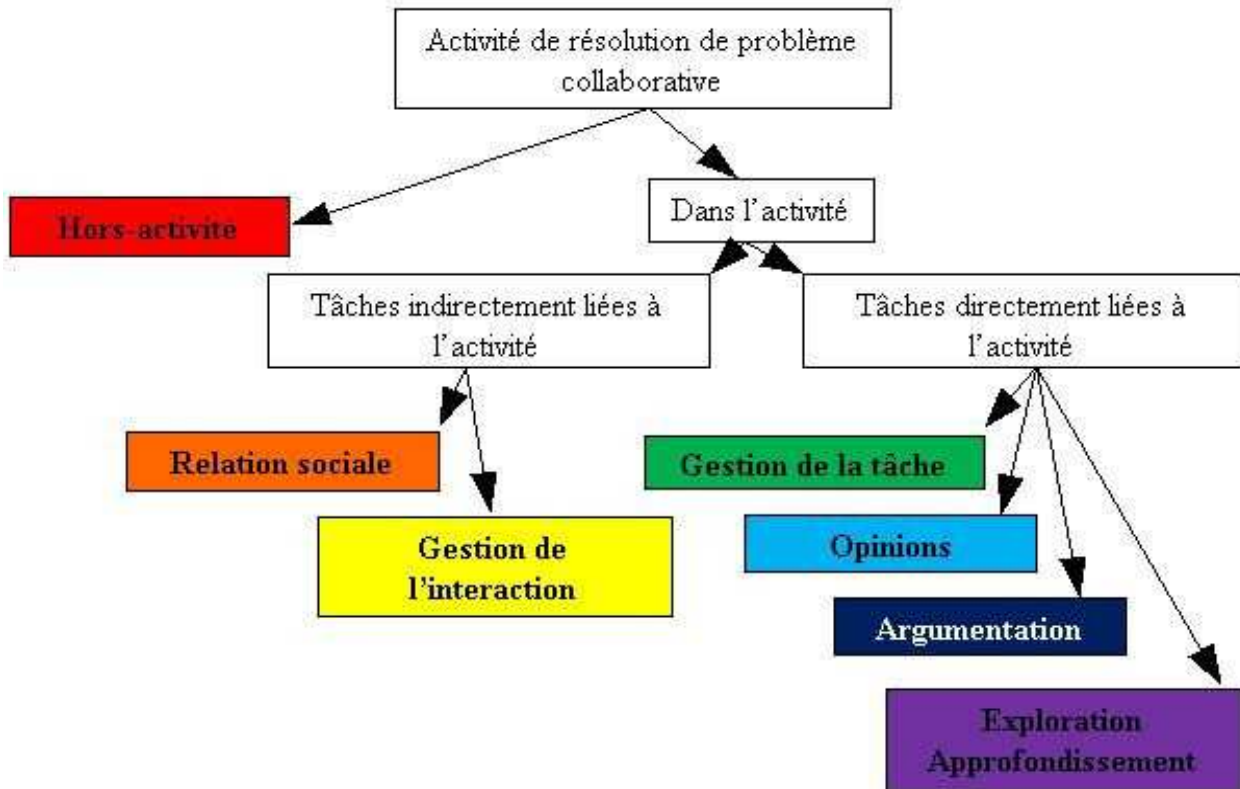 Activité de résolution de problème
collaborative
Hors-activité
Dans l'activité
Tâches indirectement liées à
l'activité
Tâches directement liées à
l'activité
Relation sociale
Gestion de la tâche
Gestion de
l'interaction
Opinions
Argumentation
Exploration
Approfondissement